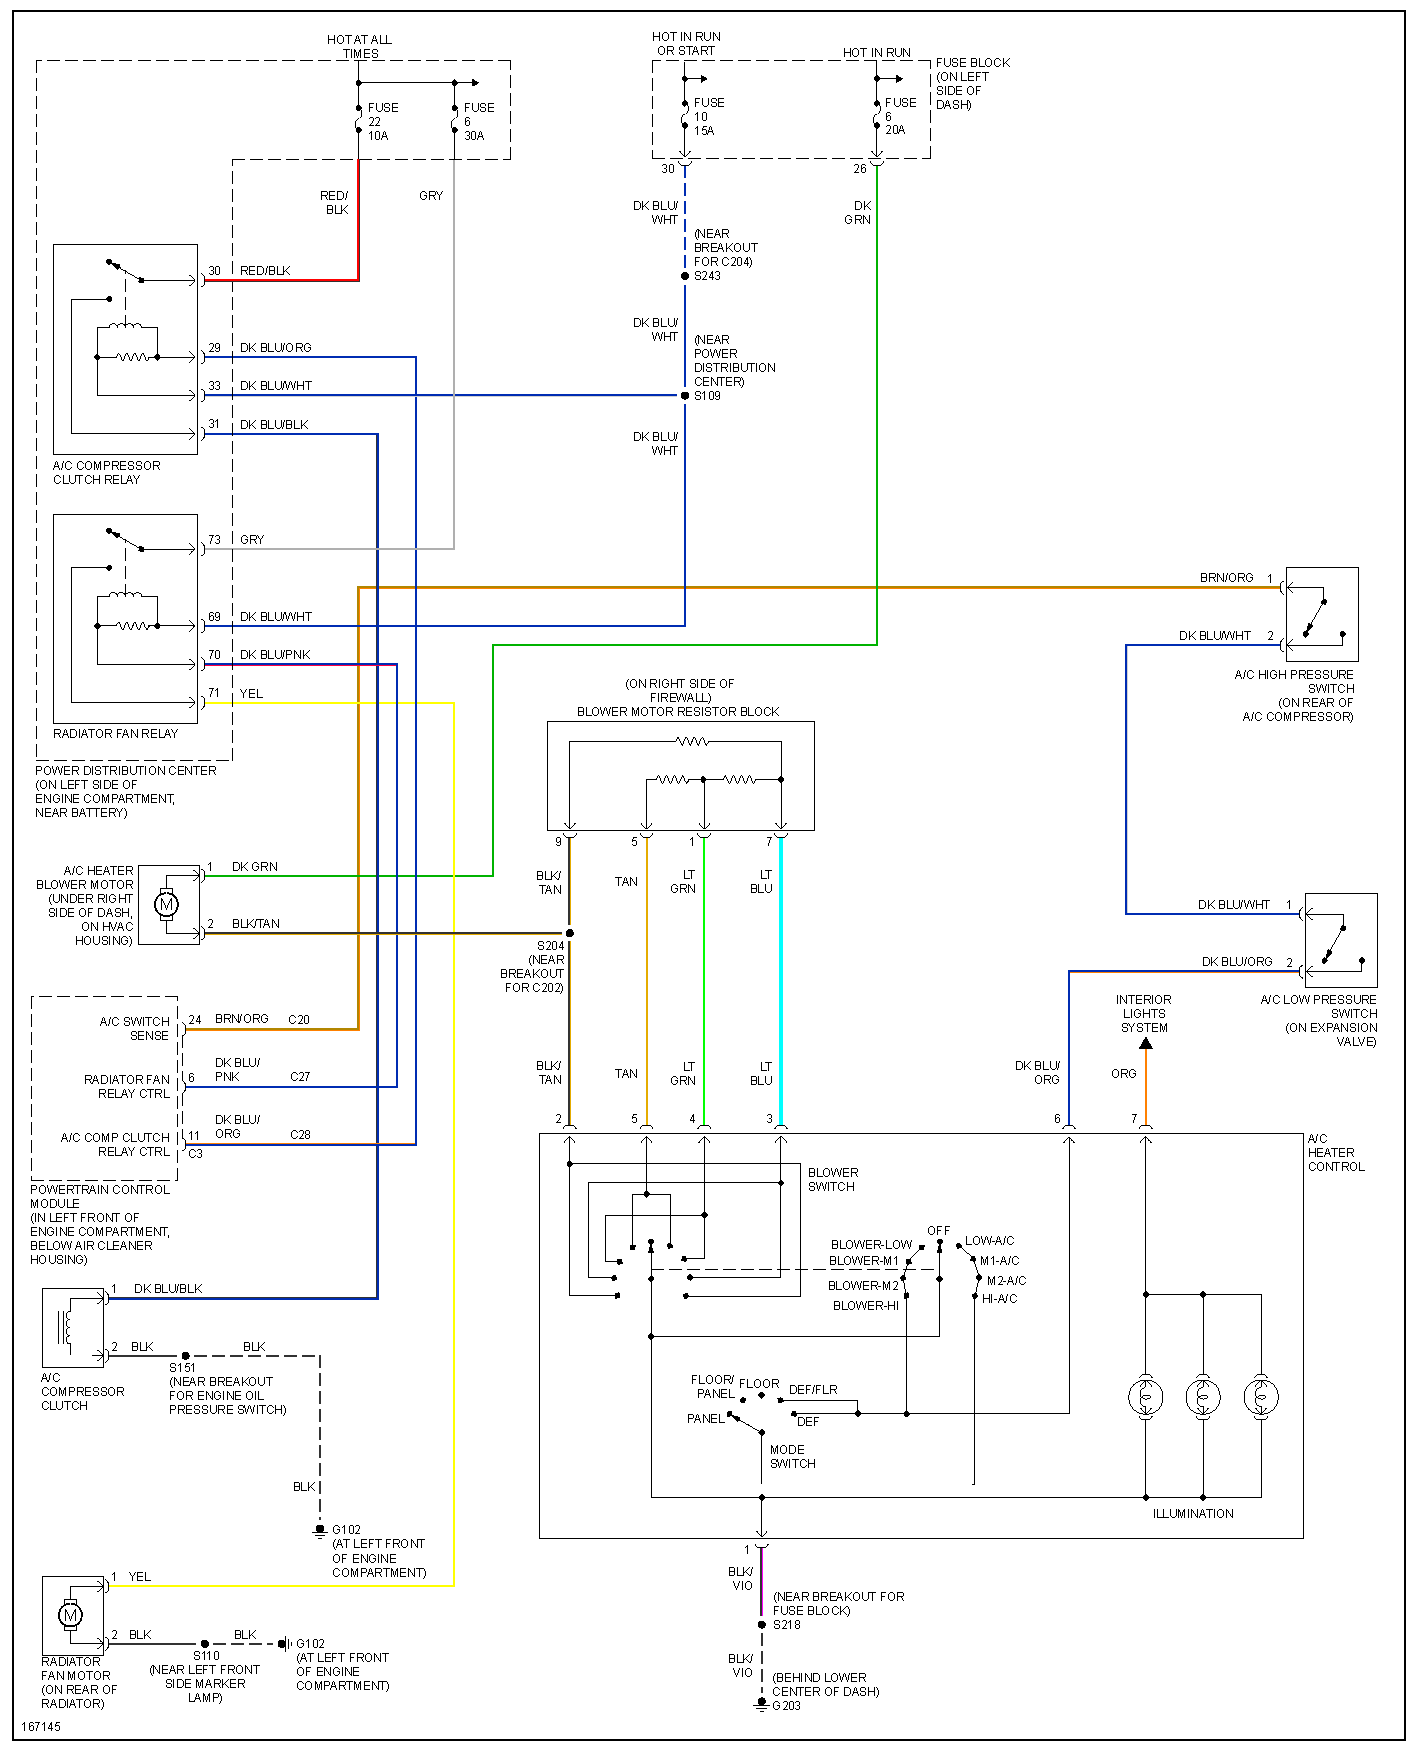 HOT AT ALL
TIMES
HOT IN RUN
OR START
HOT IN RUN
FUSE BLOCK
(ON LEFT
SIDE OF
DASH)
FUSE
22
10A
FUSE
6
30A
FUSE
10
15A
FUSE
6
20A
30
26
RED/
BLK
GRY
DK BLU/
WHT
DK
GRN
(NEAR
BREAKOUT
FOR C204)
S243
30
RED/BLK
DK BLU/
WHT
(NEAR
POWER
DISTRIBUTION
CENTER)
S109
29
DK BLU/ORG
33
DK BLU/WHT
31
DK BLU/BLK
DK BLU/
WHT
A/C COMPRESSOR
CLUTCH RELAY
73
GRY
69
DK BLU/WHT
70
DK BLU/PNK
71
YEL
RADIATOR FAN RELAY
POWER DISTRIBUTION CENTER
(ON LEFT SIDE OF
ENGINE COMPARTMENT,
NEAR BATTERY)
BRN/ORG
1
DK BLU/WHT
2
A/C HIGH PRESSURE
SWITCH
(ON REAR OF
A/C COMPRESSOR)
(ON RIGHT SIDE OF
FIREWALL)
BLOWER MOTOR RESISTOR BLOCK
9
5
1
7
BLK/
TAN
TAN
LT
GRN
LT
BLU
A/C HEATER
BLOWER MOTOR
(UNDER RIGHT
SIDE OF DASH,
ON HVAC
HOUSING)
M
1
DK GRN
2
BLK/TAN
S204
(NEAR
BREAKOUT
FOR C202)
DK BLU/WHT
1
DK BLU/ORG
2
A/C LOW PRESSURE
SWITCH
(ON EXPANSION
VALVE)
INTERIOR
LIGHTS
SYSTEM
A/C SWITCH
SENSE
24
BRN/ORG
C20
RADIATOR FAN
RELAY CTRL
6
DK BLU/
PNK
C27
A/C COMP CLUTCH
RELAY CTRL
11
C3
DK BLU/
ORG
C28
POWERTRAIN CONTROL
MODULE
(IN LEFT FRONT OF
ENGINE COMPARTMENT,
BELOW AIR CLEANER
HOUSING)
BLK/
TAN
TAN
LT
GRN
LT
BLU
DK BLU/
ORG
ORG
2
5
4
3
6
7
A/C
HEATER
CONTROL
BLOWER
SWITCH
OFF
BLOWER-LOW
BLOWER-M1
BLOWER-M2
BLOWER-HI
LOW-A/C
M1-A/C
M2-A/C
HI-A/C
1
DK BLU/BLK
2
BLK
BLK
S151
(NEAR BREAKOUT
FOR ENGINE OIL
PRESSURE SWITCH)
A/C
COMPRESSOR
CLUTCH
FLOOR/
PANEL
FLOOR
DEF/FLR
PANEL
DEF
MODE
SWITCH
ILLUMINATION
BLK
G102
(AT LEFT FRONT
OF ENGINE
COMPARTMENT)
1
YEL
M
2
BLK
BLK
S110
(NEAR LEFT FRONT
SIDE MARKER
LAMP)
G102
(AT LEFT FRONT
OF ENGINE
COMPARTMENT)
RADIATOR
FAN MOTOR
(ON REAR OF
RADIATOR)
1
BLK/
VIO
(NEAR BREAKOUT FOR
FUSE BLOCK)
S218
BLK/
VIO
(BEHIND LOWER
CENTER OF DASH)
G203
167145